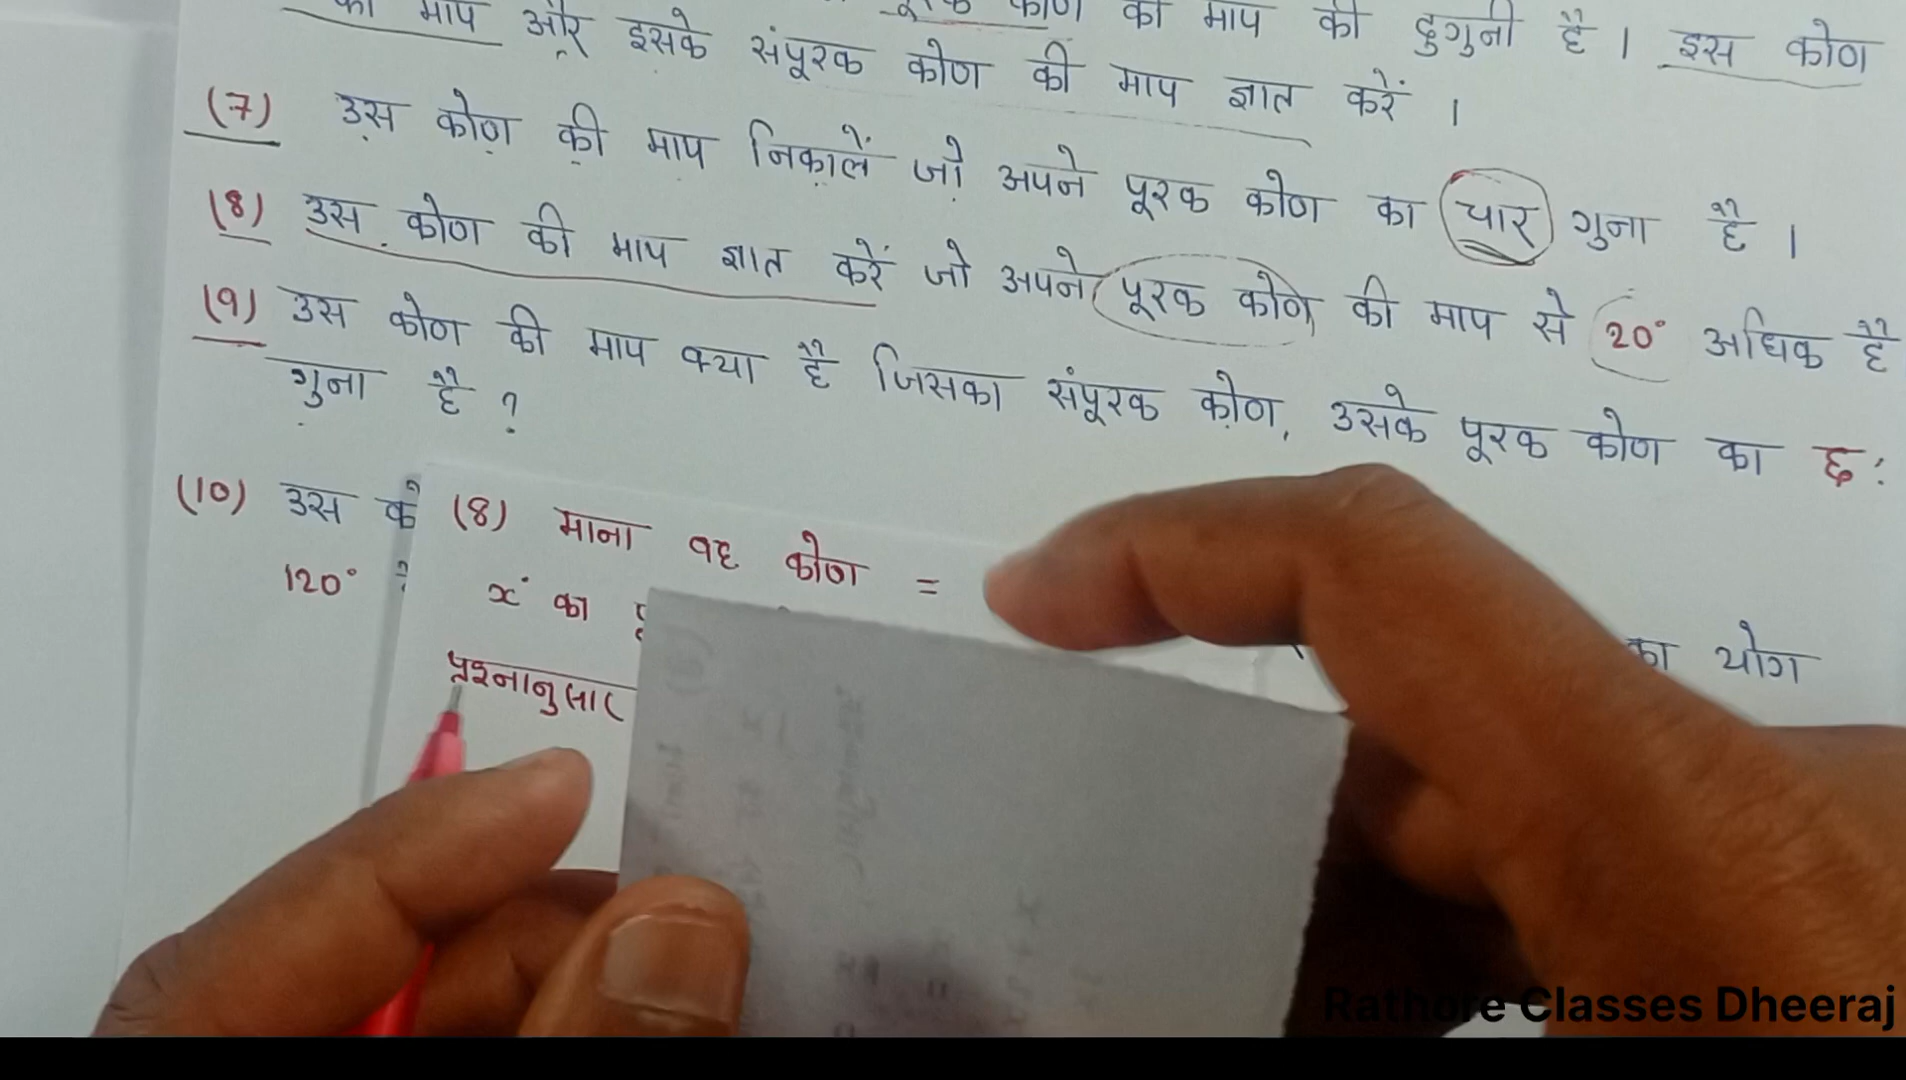 की माप की दुगुनी है । इस कोण
की माप और इसके संपूरक कोण की माप ज्ञात करें ।
(7) उस कोण की माप निकालें जो अपने पूरक कोण का चार गुना है ।
(8) उस कोण की माप ज्ञात करें जो अपने पूरक कोण की माप से 20° अधिक है
(9) उस कोण की माप क्या है जिसका संपूरक कोण, उसके पूरक कोण का छः
गुना है ?
(10) उस
का योग
120°
(8) माना वह कोण =
x° का
प्रश्नानुसार
Rathore Classes Dheeraj